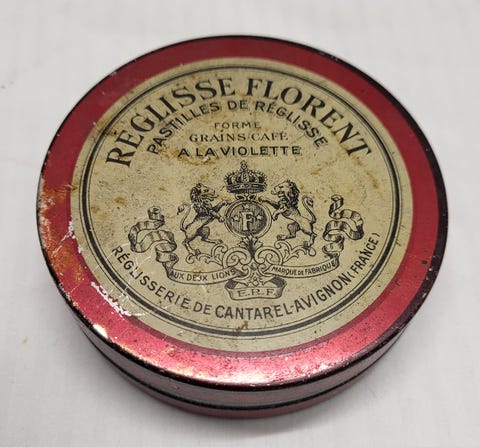 RÉGLISSE FLORENT
PASTILLES DE RÉGLISSE
FORME
GRAINS/CAFÉ
A LA VIOLETTE
F
AUX DEUX LIONS
MARQUE DE FABRIQUE
E.R.F.
RÉGLISSERIE DE CANTAREL-AVIGNON (FRANCE)